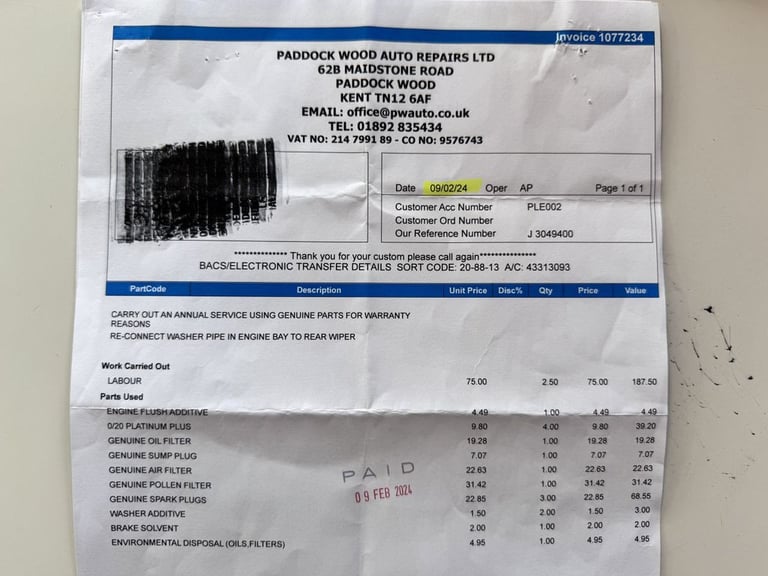 Invoice 1077234
PADDOCK WOOD AUTO REPAIRS LTD
62B MAIDSTONE ROAD
PADDOCK WOOD
KENT TN12 6AF
EMAIL: office@pwauto.co.uk
TEL: 01892 835434
VAT NO: 214 7991 89 - CO NO: 9576743
Date 09/02/24 Oper AP Page 1 of 1
Customer Acc Number PLE002
Customer Ord Number
Our Reference Number J 3049400
************** Thank you for your custom please call again***************
BACS/ELECTRONIC TRANSFER DETAILS SORT CODE: 20-88-13 A/C: 43313093
PartCode Description Unit Price Disc% Qty Price Value
CARRY OUT AN ANNUAL SERVICE USING GENUINE PARTS FOR WARRANTY
REASONS
RE-CONNECT WASHER PIPE IN ENGINE BAY TO REAR WIPER
Work Carried Out
LABOUR 75.00 2.50 75.00 187.50
Parts Used
ENGINE FLUSH ADDITIVE 4.49 1.00 4.49 4.49
0/20 PLATINUM PLUS 9.80 4.00 9.80 39.20
GENUINE OIL FILTER 19.28 1.00 19.28 19.28
GENUINE SUMP PLUG 7.07 1.00 7.07 7.07
GENUINE AIR FILTER 22.63 1.00 22.63 22.63
GENUINE POLLEN FILTER 31.42 1.00 31.42 31.42
GENUINE SPARK PLUGS 22.85 3.00 22.85 68.55
WASHER ADDITIVE 1.50 2.00 1.50 3.00
BRAKE SOLVENT 2.00 1.00 2.00 2.00
ENVIRONMENTAL DISPOSAL (OILS,FILTERS) 4.95 1.00 4.95 4.95
PAID
09 FEB 2024